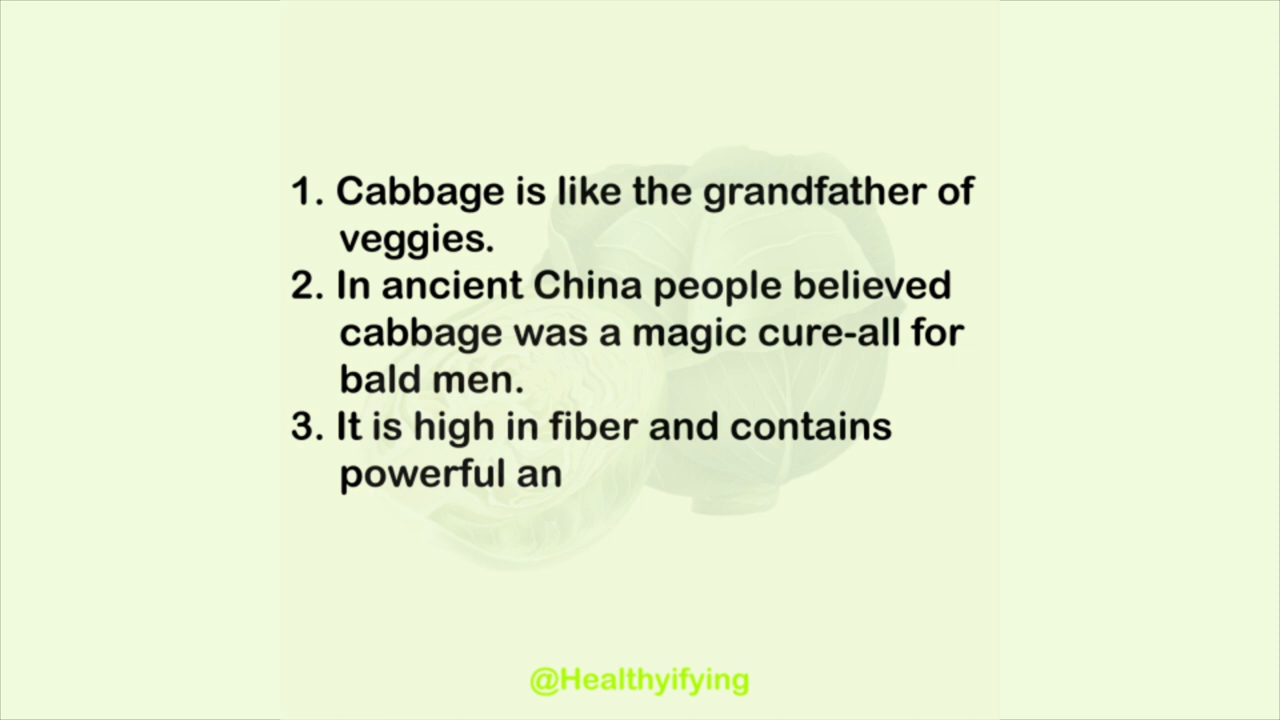 1. Cabbage is like the grandfather of
veggies.
2. In ancient China people believed
cabbage was a magic cure-all for
bald men.
3. It is high in fiber and contains
powerful an
@Healthyifying